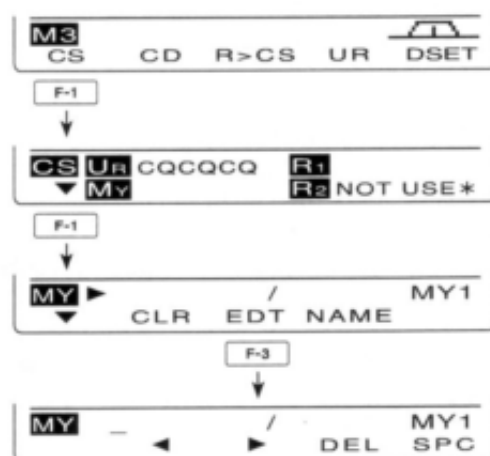 M3
CS CD R>CS UR DSET
F-1
CS UR CQCQCQ R1
▼ MY R2 NOT USE*
F-1
MY ► / MY1
▼ CLR EDT NAME
F-3
MY _ / MY1
◄ ► DEL SPC